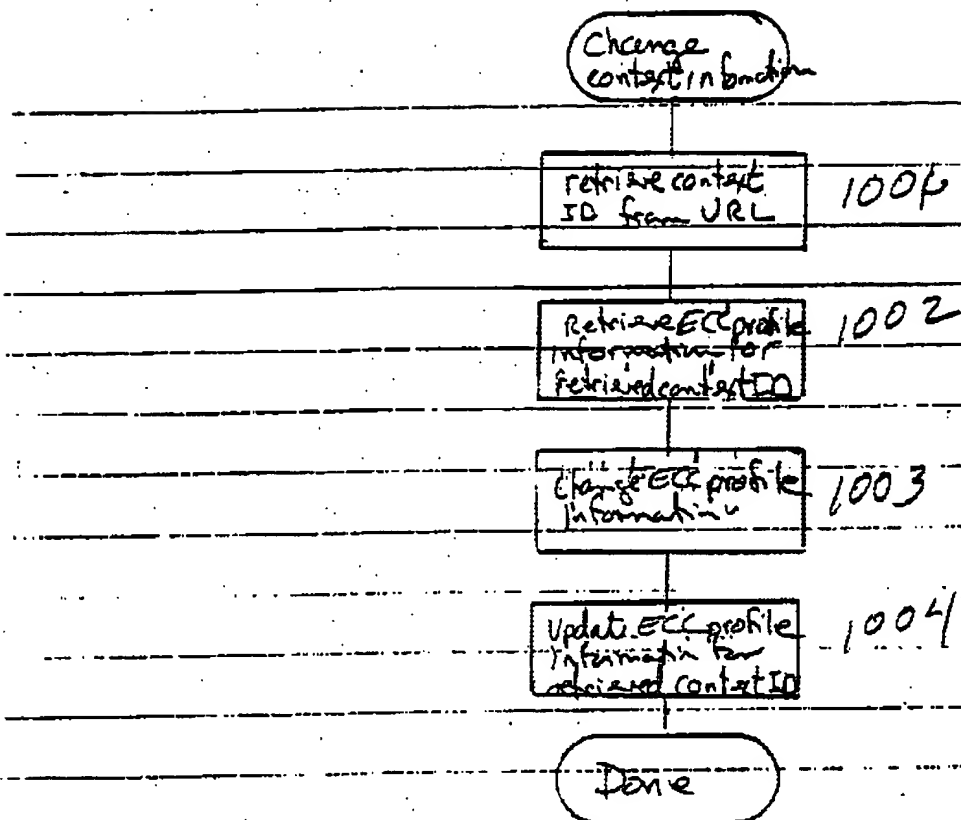 Change
context information
retrieve context
ID from URL
1001
Retrieve ECC profile
1002
information for
retrieved context ID
Change ECC profile
1003
information
Update ECC profile
1004
information for
retrieved context ID
Done